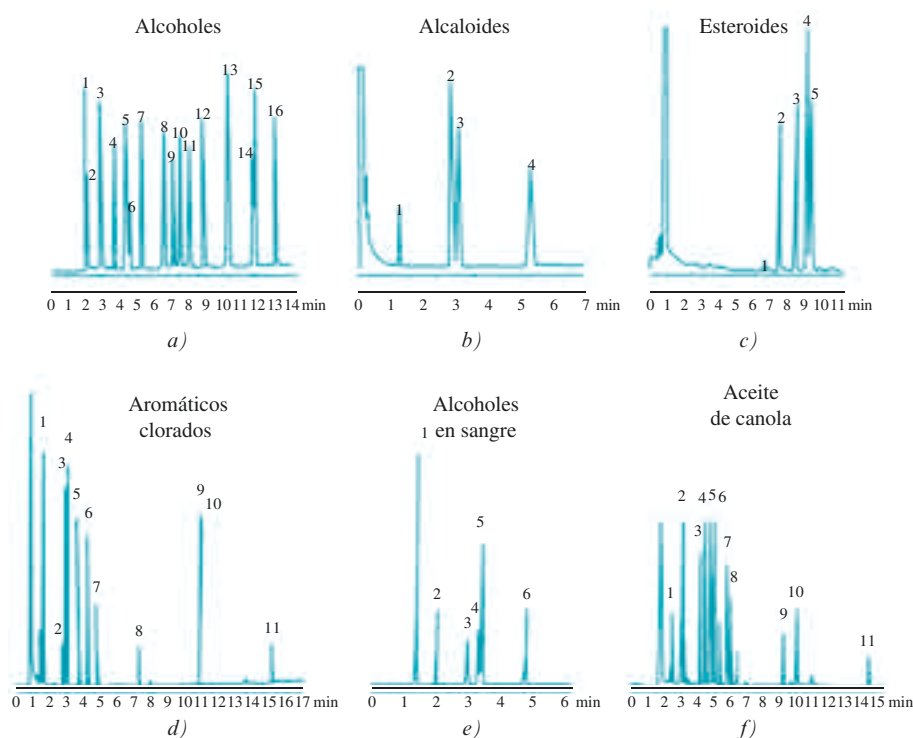 Alcoholes
1
2
3
4
5
6
7
8
9
10
11
12
13
14
15
16
0 1 2 3 4 5 6 7 8 9 10 11 12 13 14 min
a)
Alcaloides
1
2
3
4
0 1 2 3 4 5 6 7 min
b)
Esteroides
1
2
3
4
5
0 1 2 3 4 5 6 7 8 9 10 11 min
c)
Aromáticos
clorados
1
2
3
4
5
6
7
8
9
10
11
0 1 2 3 4 5 6 7 8 9 10 11 12 13 14 15 16 17 min
d)
Alcoholes
en sangre
1
2
3
4
5
6
0 1 2 3 4 5 6 min
e)
Aceite
de canola
1
2
3
4
5
6
7
8
9
10
11
0 1 2 3 4 5 6 7 8 9 10 11 12 13 14 15 min
f)